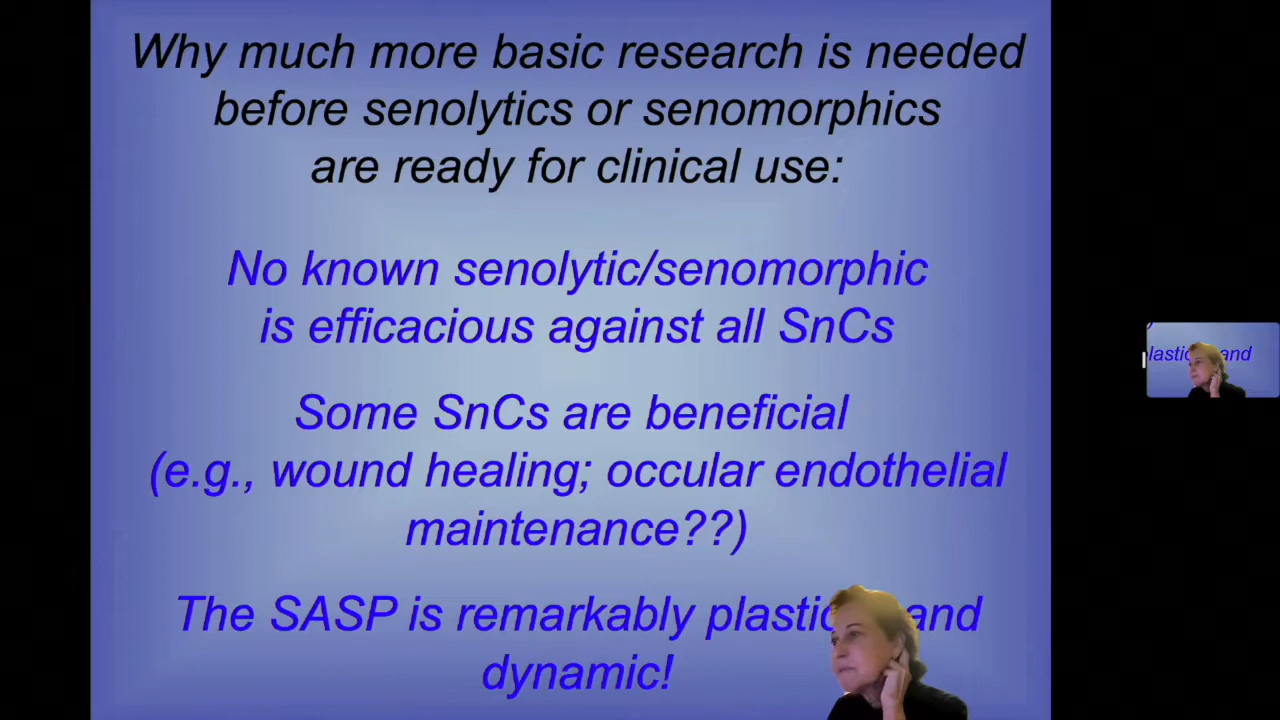 Why much more basic research is needed
before senolytics or senomorphics
are ready for clinical use:
No known senolytic/senomorphic
is efficacious against all SnCs
Some SnCs are beneficial
(e.g., wound healing; occular endothelial
maintenance??)
The SASP is remarkably plastic and
dynamic!
and